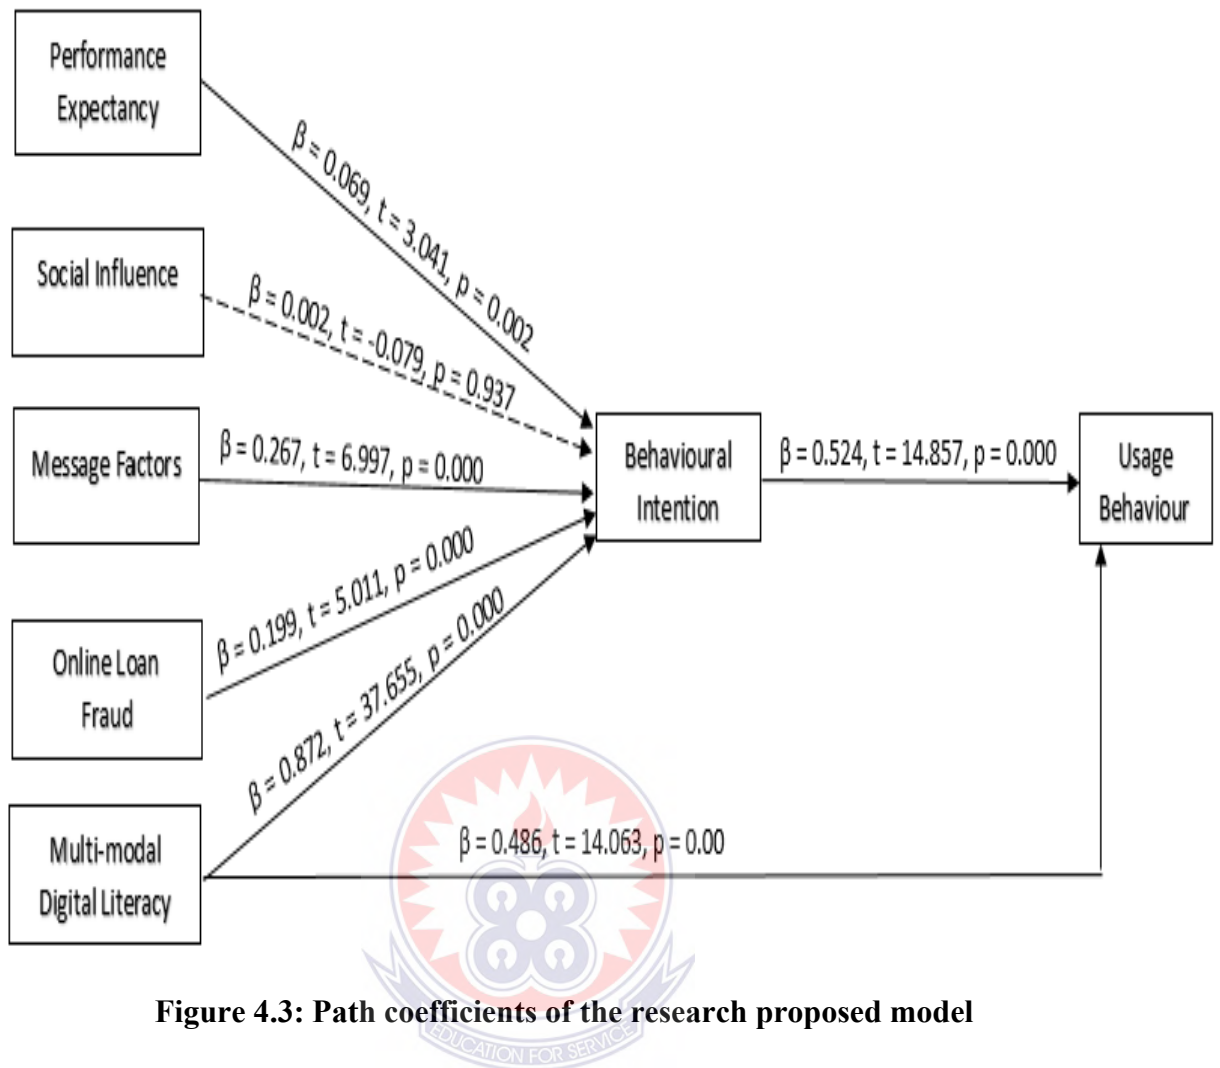 Performance
Expectancy
β = 0.069, t = 3.041, p = 0.002
Social Influence
β = 0.002, t = -0.079, p = 0.937
Message Factors
β = 0.267, t = 6.997, p = 0.000
Behavioural
Intention
β = 0.524, t = 14.857, p = 0.000
Usage
Behaviour
Online Loan
Fraud
β = 0.199, t = 5.011, p = 0.000
Multi-modal
Digital Literacy
β = 0.872, t = 37.655, p = 0.000
β = 0.486, t = 14.063, p = 0.00
Figure 4.3: Path coefficients of the research proposed model
EDUCATION FOR SERVICE